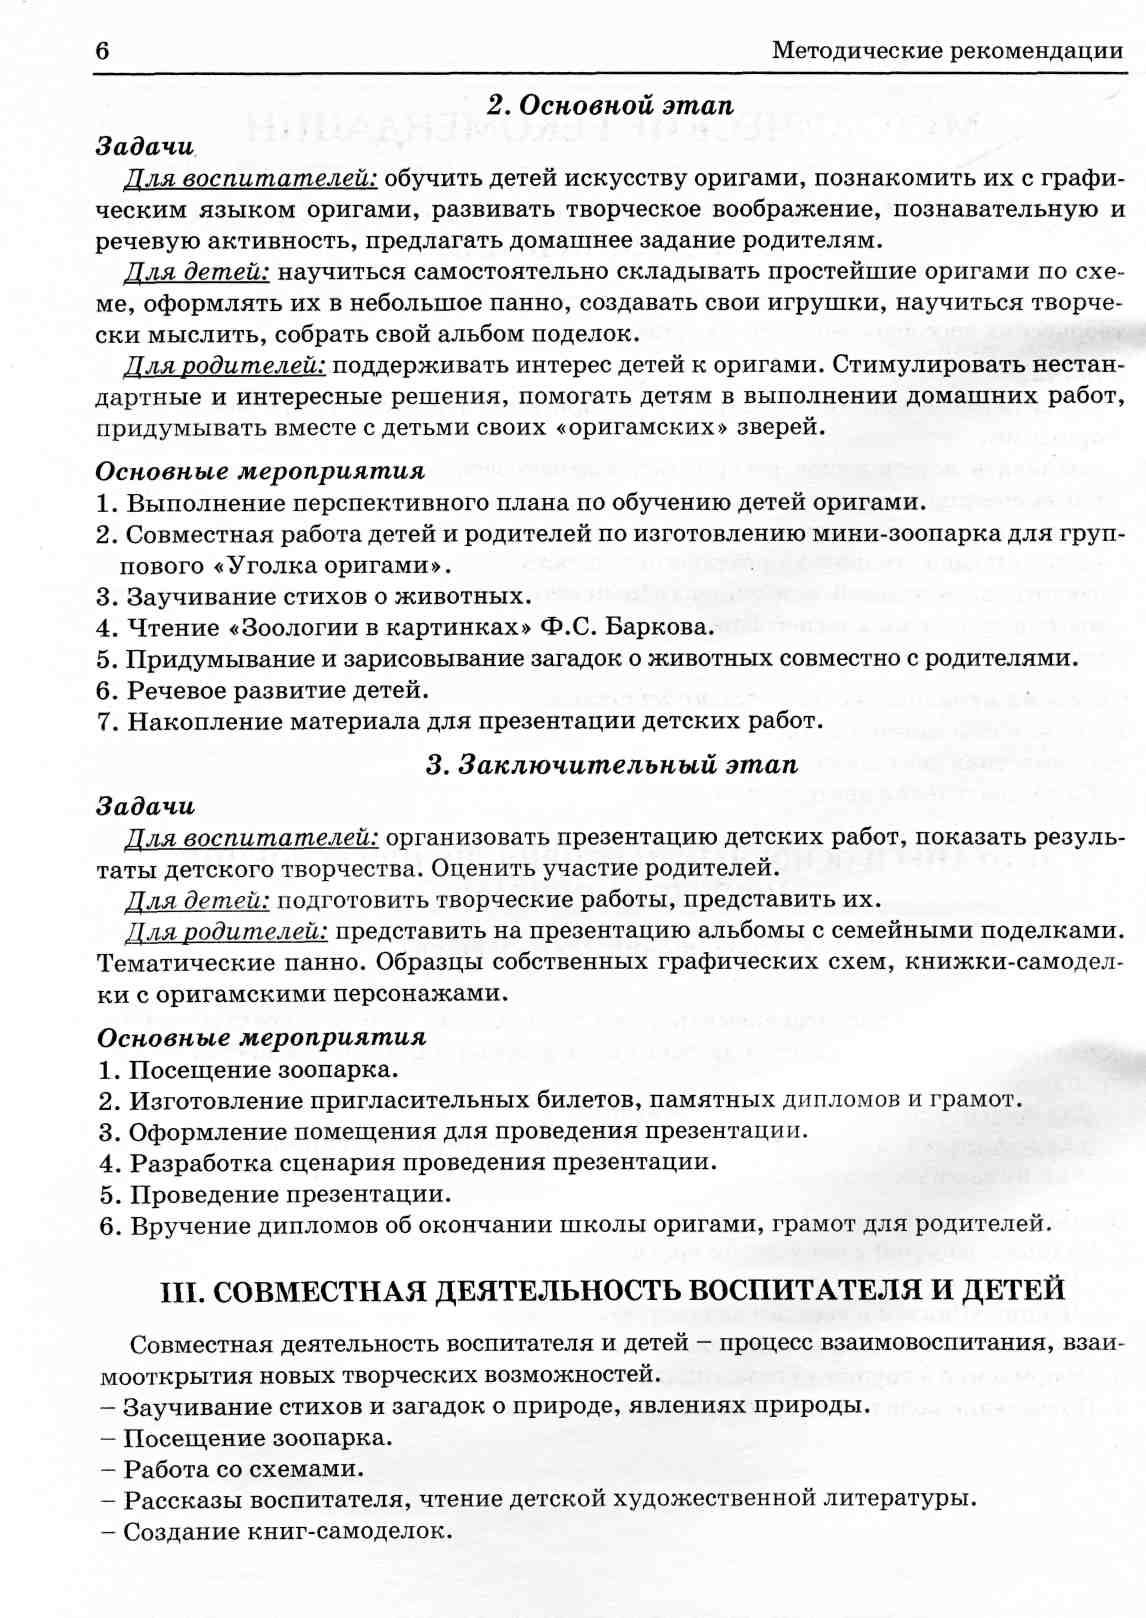 6 Методические рекомендации
2. Основной этап
Задачи
Для воспитателей: обучить детей искусству оригами, познакомить их с графи-
ческим языком оригами, развивать творческое воображение, познавательную и
речевую активность, предлагать домашнее задание родителям.
Для детей: научиться самостоятельно складывать простейшие оригами по схе-
ме, оформлять их в небольшое панно, создавать свои игрушки, научиться творче-
ски мыслить, собрать свой альбом поделок.
Для родителей: поддерживать интерес детей к оригами. Стимулировать нестан-
дартные и интересные решения, помогать детям в выполнении домашних работ,
придумывать вместе с детьми своих «оригамских» зверей.
Основные мероприятия
1. Выполнение перспективного плана по обучению детей оригами.
2. Совместная работа детей и родителей по изготовлению мини-зоопарка для груп-
пового «Уголка оригами».
3. Заучивание стихов о животных.
4. Чтение «Зоологии в картинках» Ф.С. Баркова.
5. Придумывание и зарисовывание загадок о животных совместно с родителями.
6. Речевое развитие детей.
7. Накопление материала для презентации детских работ.
3. Заключительный этап
Задачи
Для воспитателей: организовать презентацию детских работ, показать резуль-
таты детского творчества. Оценить участие родителей.
Для детей: подготовить творческие работы, представить их.
Для родителей: представить на презентацию альбомы с семейными поделками.
Тематические панно. Образцы собственных графических схем, книжки-самодел-
ки с оригамскими персонажами.
Основные мероприятия
1. Посещение зоопарка.
2. Изготовление пригласительных билетов, памятных дипломов и грамот.
3. Оформление помещения для проведения презентации.
4. Разработка сценария проведения презентации.
5. Проведение презентации.
6. Вручение дипломов об окончании школы оригами, грамот для родителей.
III. СОВМЕСТНАЯ ДЕЯТЕЛЬНОСТЬ ВОСПИТАТЕЛЯ И ДЕТЕЙ
Совместная деятельность воспитателя и детей – процесс взаимовоспитания, взаи-
мооткрытия новых творческих возможностей.
– Заучивание стихов и загадок о природе, явлениях природы.
– Посещение зоопарка.
– Работа со схемами.
– Рассказы воспитателя, чтение детской художественной литературы.
– Создание книг-самоделок.